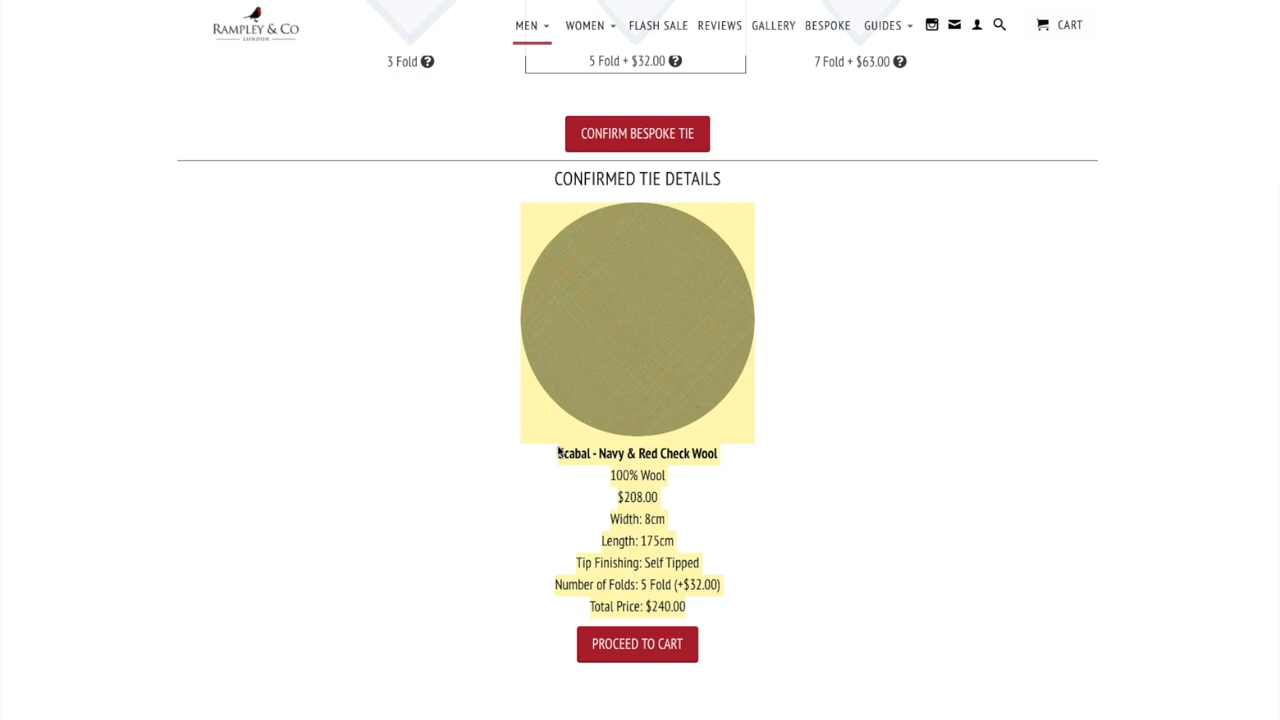 RAMPLEY & CO
LONDON
MEN WOMEN FLASH SALE REVIEWS GALLERY BESPOKE GUIDES CART
3 Fold ? 5 Fold + $32.00 ? 7 Fold + $63.00 ?
CONFIRM BESPOKE TIE
CONFIRMED TIE DETAILS
Scabal - Navy & Red Check Wool
100% Wool
$208.00
Width: 8cm
Length: 175cm
Tip Finishing: Self Tipped
Number of Folds: 5 Fold (+$32.00)
Total Price: $240.00
PROCEED TO CART